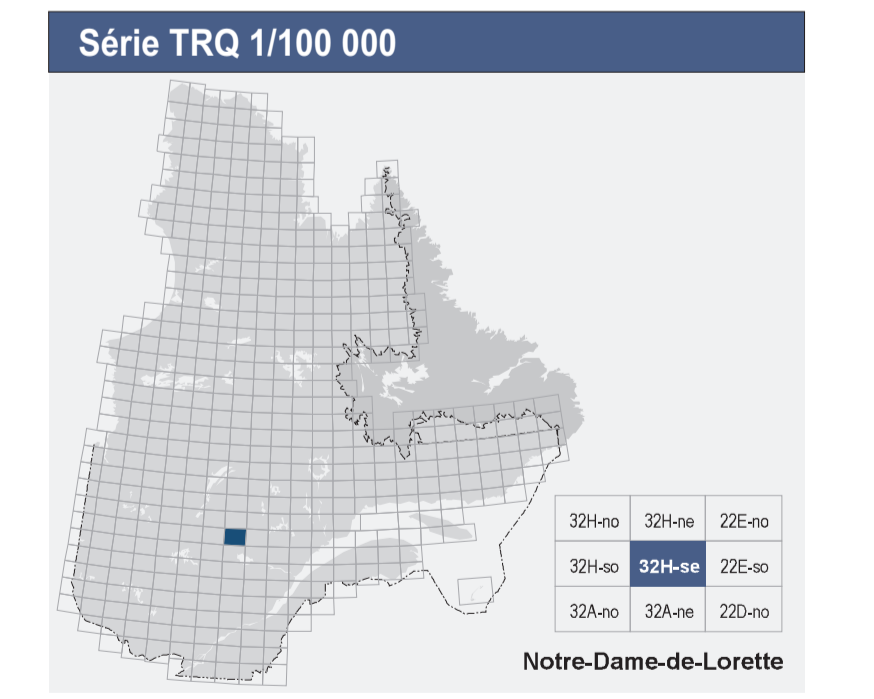 Série TRQ 1/100 000
32H-no 32H-ne 22E-no
32H-so 32H-se 22E-so
32A-no 32A-ne 22D-no
Notre-Dame-de-Lorette